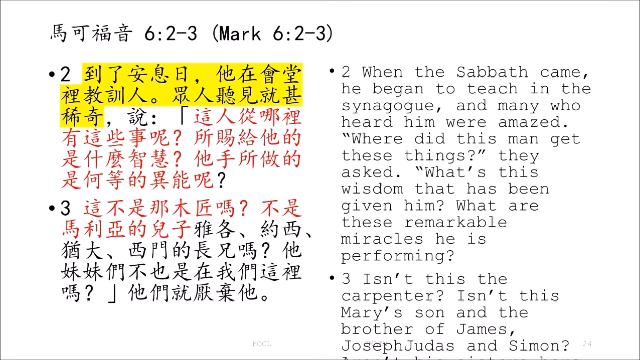 馬可福音 6:2-3 (Mark 6:2-3)
•2 到了安息日，他在會堂
裡教訓人。眾人聽見就甚
稀奇，說：「這人從哪裡
有這些事呢？所賜給他的
是什麼智慧？他手所做的
是何等的異能呢？
•3 這不是那木匠嗎？不是
馬利亞的兒子雅各、約西、
猶大、西門的長兄嗎？他
妹妹們不也是在我們這裡
嗎？」他們就厭棄他。
• 2 When the Sabbath came,
he began to teach in the
synagogue, and many who
heard him were amazed.
“Where did this man get
these things?” they
asked. “What’s this
wisdom that has been
given him? What are
these remarkable
miracles he is
performing?
• 3 Isn’t this the
carpenter? Isn’t this
Mary’s son and the
brother of James,
JosephJudas and Simon?
24